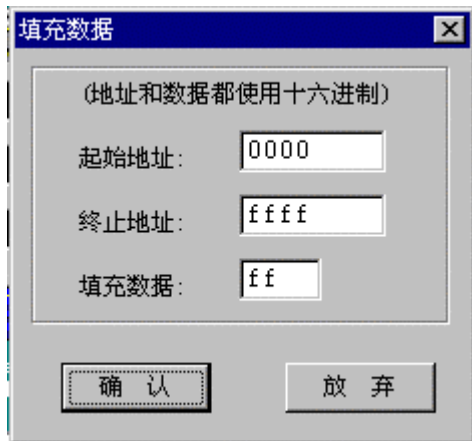 填充数据
(地址和数据都使用十六进制)
起始地址: 0000
终止地址: ffff
填充数据: ff
确 认 放 弃